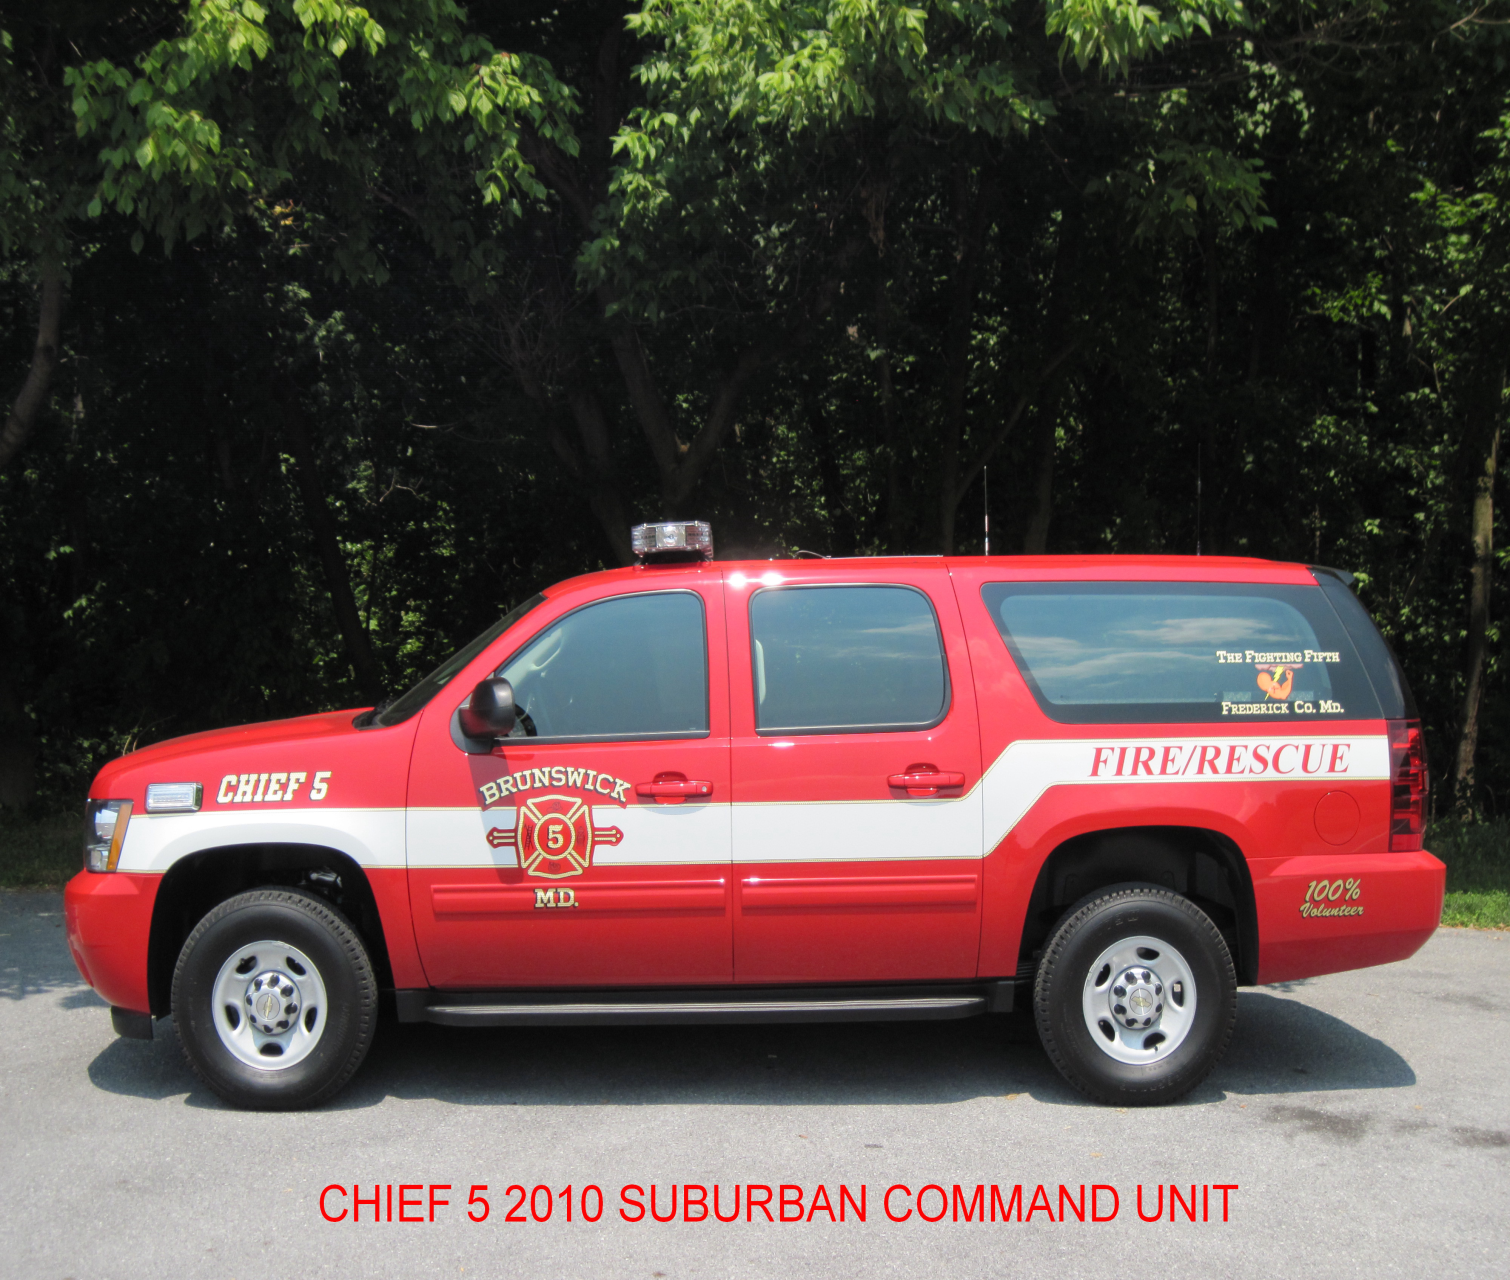 THE FIGHTING FIFTH
FREDERICK CO. MD.
FIRE/RESCUE
CHIEF 5
BRUNSWICK
5
MD.
100%
Volunteer
CHIEF 5 2010 SUBURBAN COMMAND UNIT